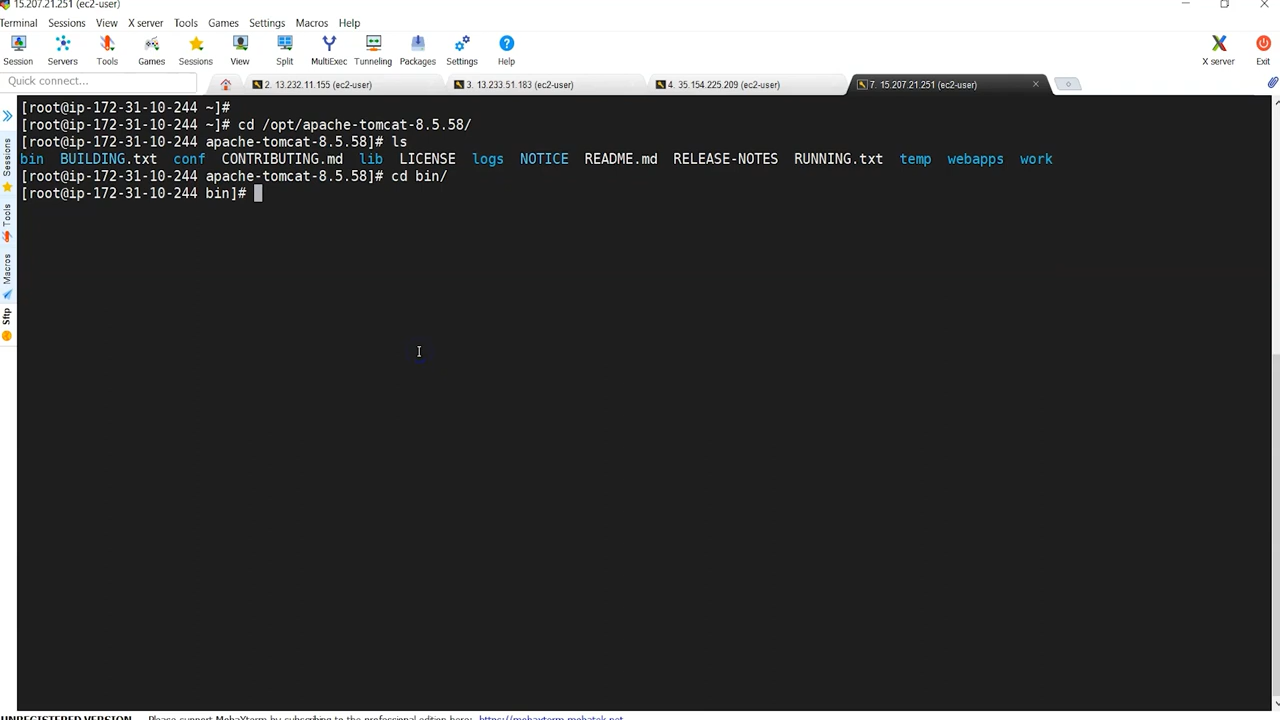 15.207.21.251 (ec2-user)
Terminal Sessions View X server Tools Games Settings Macros Help
Session Servers Tools Games Sessions View Split MultiExec Tunneling Packages Settings Help X server Exit
Quick connect... 2. 13.232.11.155 (ec2-user) 3. 13.233.51.183 (ec2-user) 4. 35.154.225.209 (ec2-user) 7. 15.207.21.251 (ec2-user)
[root@ip-172-31-10-244 ~]#
[root@ip-172-31-10-244 ~]# cd /opt/apache-tomcat-8.5.58/
[root@ip-172-31-10-244 apache-tomcat-8.5.58]# ls
bin BUILDING.txt conf CONTRIBUTING.md lib LICENSE logs NOTICE README.md RELEASE-NOTES RUNNING.txt temp webapps work
[root@ip-172-31-10-244 apache-tomcat-8.5.58]# cd bin/
[root@ip-172-31-10-244 bin]#
Sessions
Tools
Macros
Sftp
UNREGISTERED VERSION - Please support MobaXterm by subscribing to the professional edition here: https://mobaxterm.mobatek.net